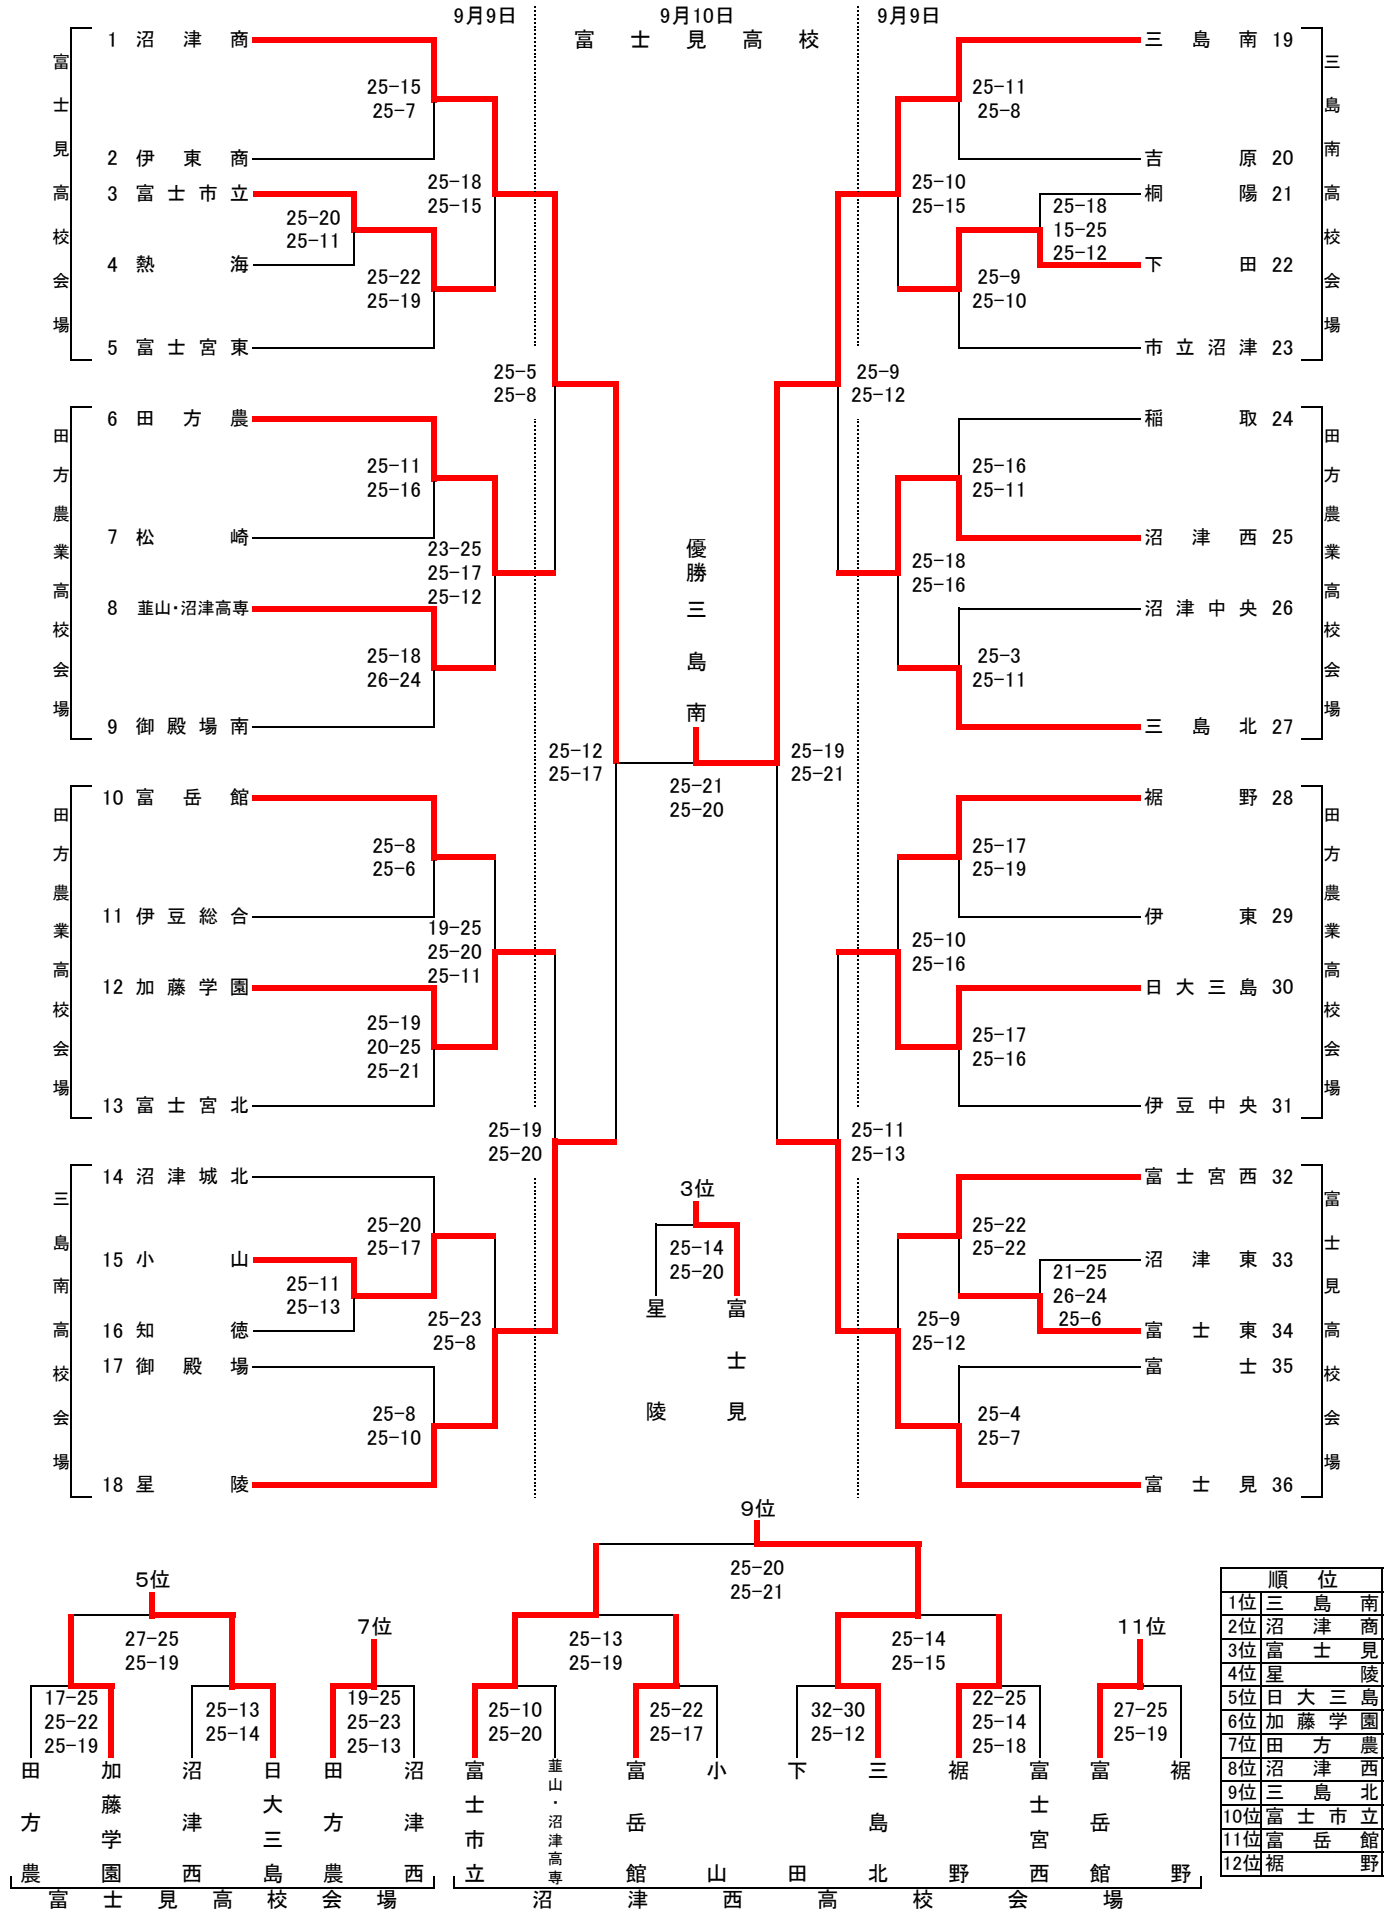 9月9日
9月10日
9月9日
富士見高校
富士見高校会場
1 沼津商
25-15
25-7
2 伊東商
3 富士市立
25-18
25-15
25-20
25-11
4 熱海
25-22
25-19
5 富士宮東
25-5
25-8
田方農業高校会場
6 田方農
25-11
25-16
7 松崎
23-25
25-17
25-12
8 韮山・沼津高専
25-18
26-24
9 御殿場南
25-12
25-17
田方農業高校会場
10 富岳館
25-8
25-6
11 伊豆総合
19-25
25-20
25-11
12 加藤学園
25-19
20-25
25-21
13 富士宮北
25-19
25-20
三島南高校会場
14 沼津城北
25-20
25-17
15 小山
25-11
25-13
16 知徳
25-23
25-8
17 御殿場
25-8
25-10
18 星陵
優勝三島南
25-21
25-20
3位
25-14
25-20
星陵
富士見
三島南高校会場
三島南 19
25-11
25-8
吉原 20
25-10
25-15
桐陽 21
25-18
15-25
25-12
下田 22
25-9
25-10
市立沼津 23
25-9
25-12
田方農業高校会場
稲取 24
25-16
25-11
沼津西 25
25-18
25-16
沼津中央 26
25-3
25-11
三島北 27
25-19
25-21
田方農業高校会場
裾野 28
25-17
25-19
伊東 29
25-10
25-16
日大三島 30
25-17
25-16
伊豆中央 31
25-11
25-13
富士見高校会場
富士宮西 32
25-22
25-22
沼津東 33
21-25
26-24
25-6
富士東 34
25-9
25-12
富士 35
25-4
25-7
富士見 36
5位
27-25
25-19
17-25
25-22
25-19
25-13
25-14
田方農
加藤学園
沼津西
日大三島
7位
19-25
25-23
25-13
田方農
沼津西
富士見高校会場
9位
25-20
25-21
25-13
25-19
25-14
25-15
25-10
25-20
25-22
25-17
32-30
25-12
22-25
25-14
25-18
富士市立
韮山・沼津高専
富岳館
小山
下田
三島北
裾野
富士宮西
11位
27-25
25-19
富岳館
裾野
沼津西高校会場
順位
1位 三島南
2位 沼津商
3位 富士見
4位 星陵
5位 日大三島
6位 加藤学園
7位 田方農
8位 沼津西
9位 三島北
10位 富士市立
11位 富岳館
12位 裾野